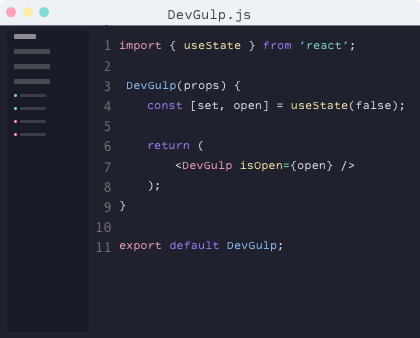 DevGulp.js
1 import { useState } from ‘react’;
2
3 DevGulp(props) {
4 const [set, open] = useState(false);
5
6 return (
7 <DevGulp isOpen={open} />
8 );
9 }
10
11 export default DevGulp;